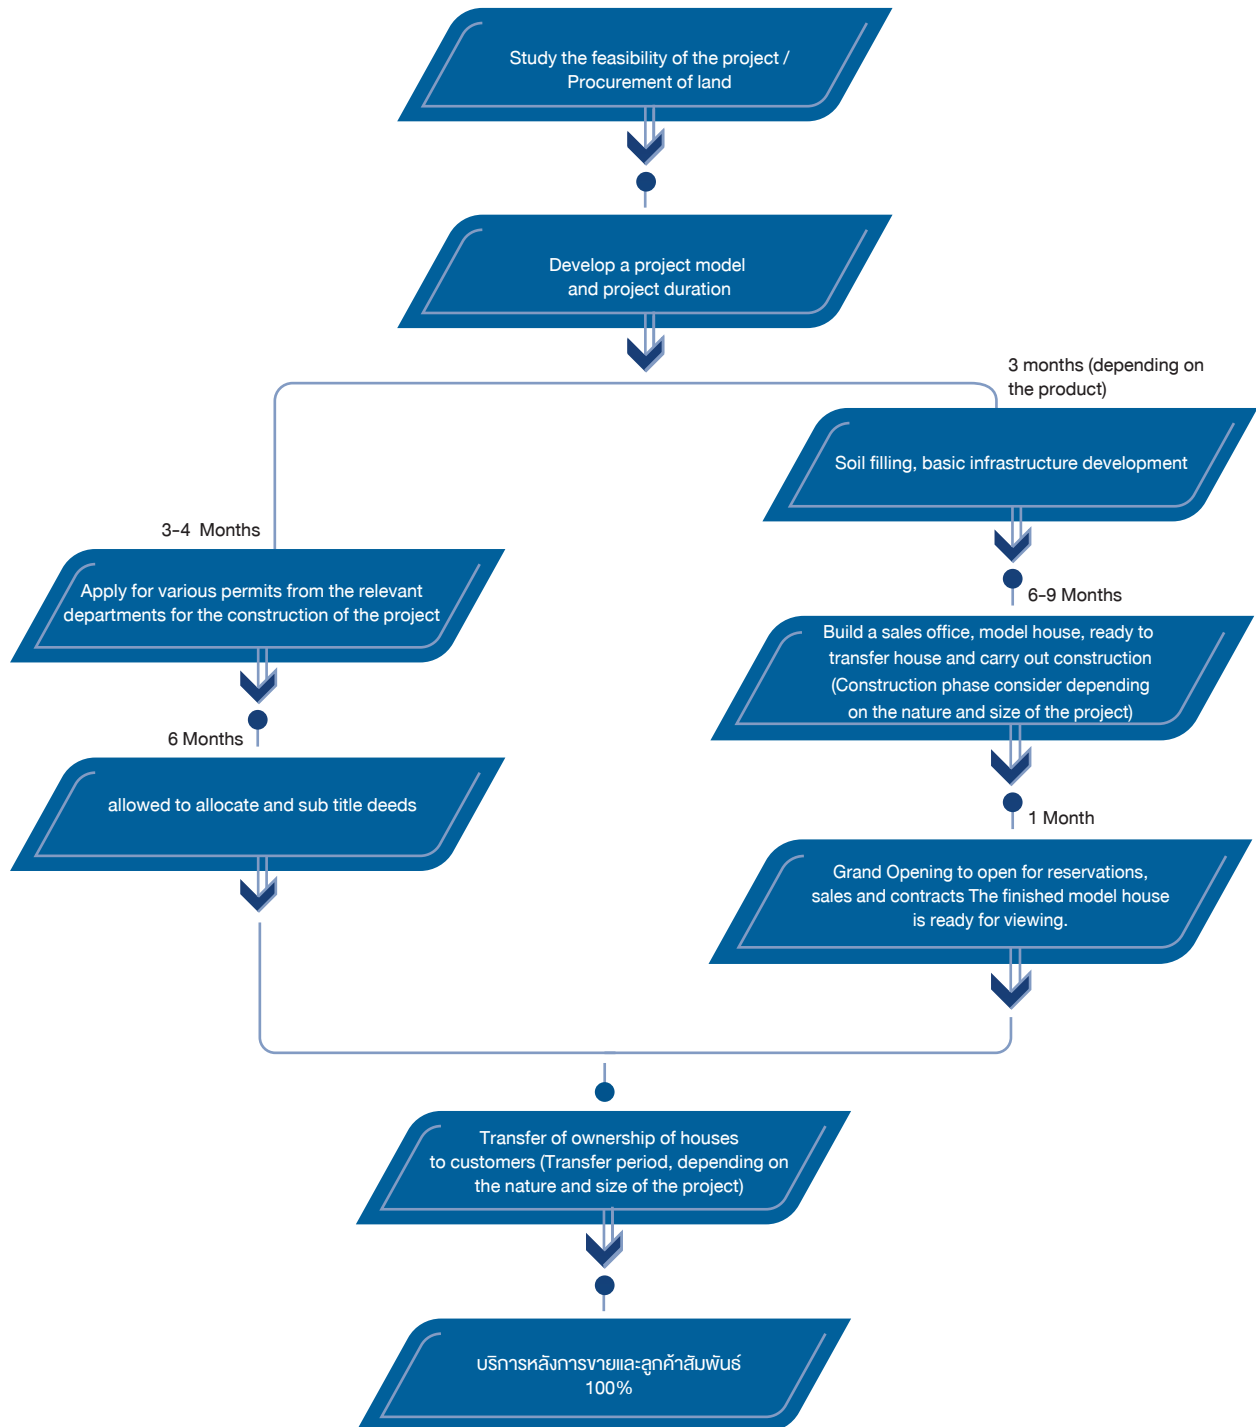 Study the feasibility of the project /
Procurement of land
Develop a project model
and project duration
3 months (depending on
the product)
Soil filling, basic infrastructure development
3-4 Months
Apply for various permits from the relevant
departments for the construction of the project
6-9 Months
Build a sales office, model house, ready to
transfer house and carry out construction
(Construction phase consider depending
on the nature and size of the project)
6 Months
allowed to allocate and sub title deeds
1 Month
Grand Opening to open for reservations,
sales and contracts The finished model house
is ready for viewing.
Transfer of ownership of houses
to customers (Transfer period, depending on
the nature and size of the project)
บริการหลังการขายและลูกค้าสัมพันธ์
100%